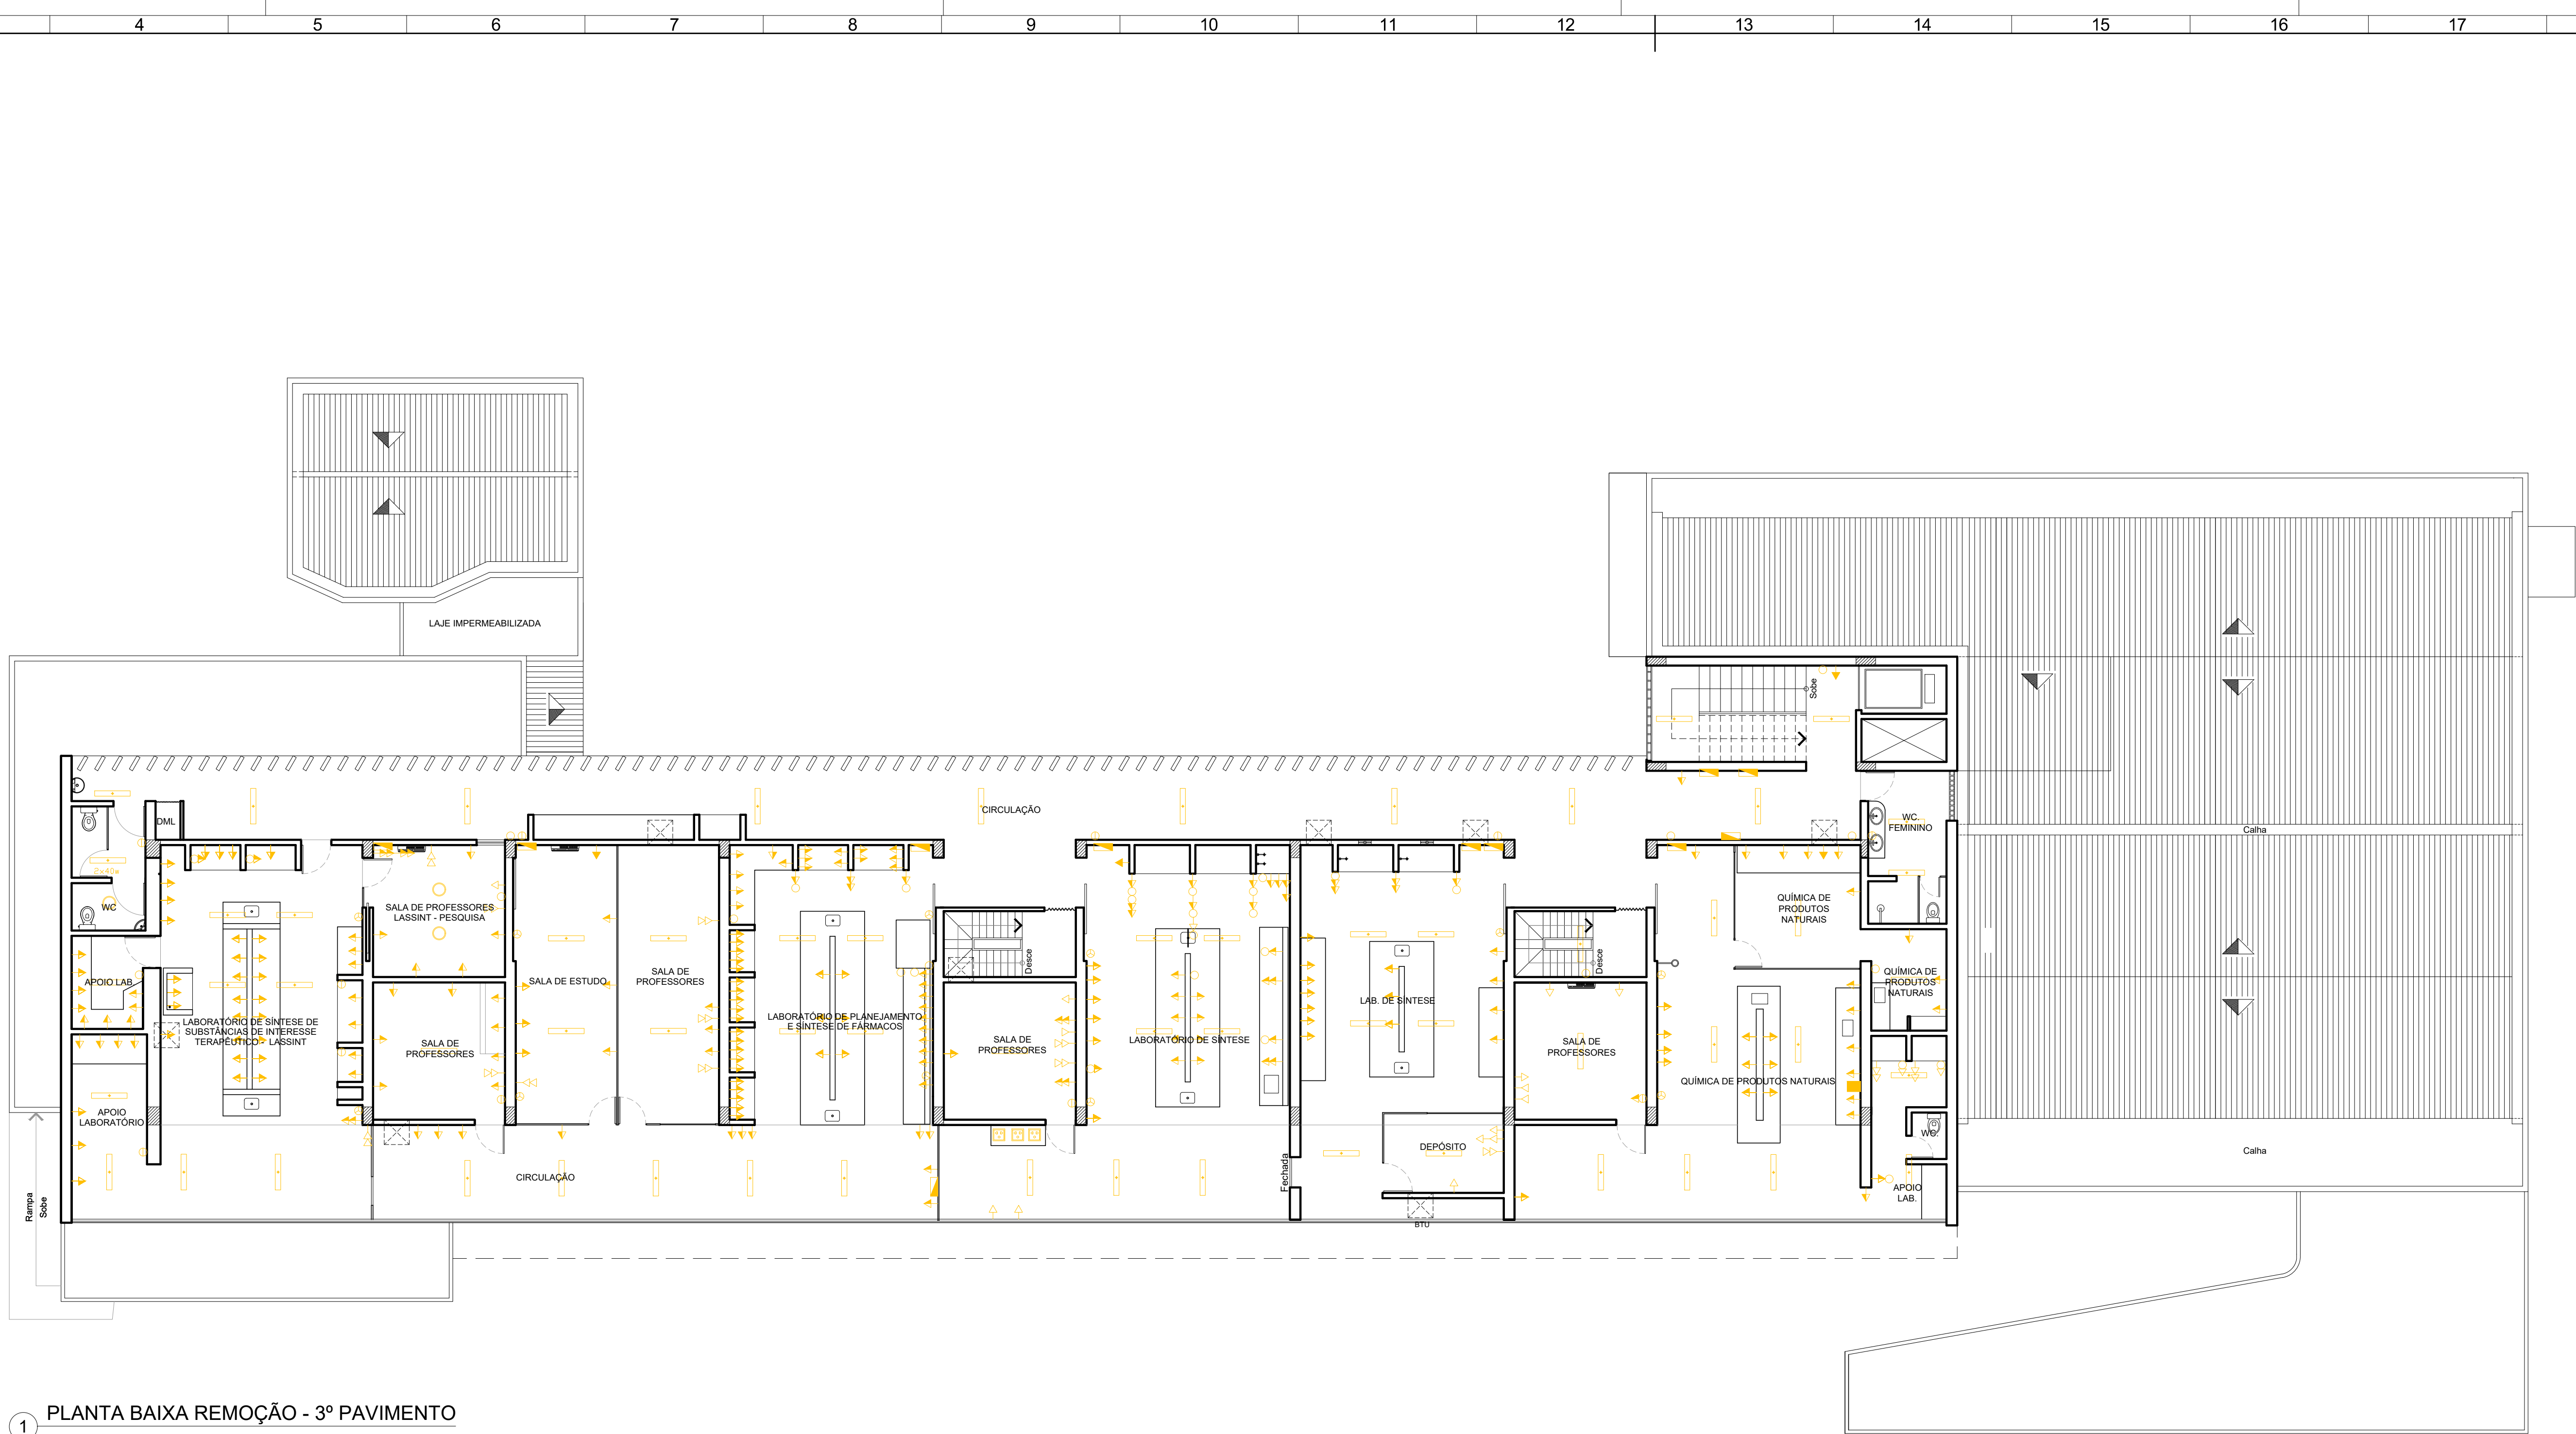 4 5 6 7 8 9 10 11 12 13 14 15 16 17
LAJE IMPERMEABILIZADA
Sobe
CIRCULAÇÃO
DML
WC.
FEMININO
Calha
2x40w
WC
SALA DE PROFESSORES
LASSINT - PESQUISA
QUÍMICA DE
PRODUTOS
NATURAIS
APOIO LAB
SALA DE ESTUDO
SALA DE
PROFESSORES
Desce
Desce
QUÍMICA DE
PRODUTOS
NATURAIS
LAB. DE SÍNTESE
LABORATÓRIO DE SÍNTESE DE
SUBSTÂNCIAS DE INTERESSE
TERAPÊUTICO - LASSINT
LABORATÓRIO DE PLANEJAMENTO
E SÍNTESE DE FÁRMACOS
SALA DE
PROFESSORES
SALA DE
PROFESSORES
LABORATÓRIO DE SÍNTESE
SALA DE
PROFESSORES
QUÍMICA DE PRODUTOS NATURAIS
APOIO
LABORATÓRIO
WC.
DEPÓSITO
Calha
Fechada
CIRCULAÇÃO
APOIO
LAB.
Rampa
Sobe
BTU
PLANTA BAIXA REMOÇÃO - 3º PAVIMENTO
1